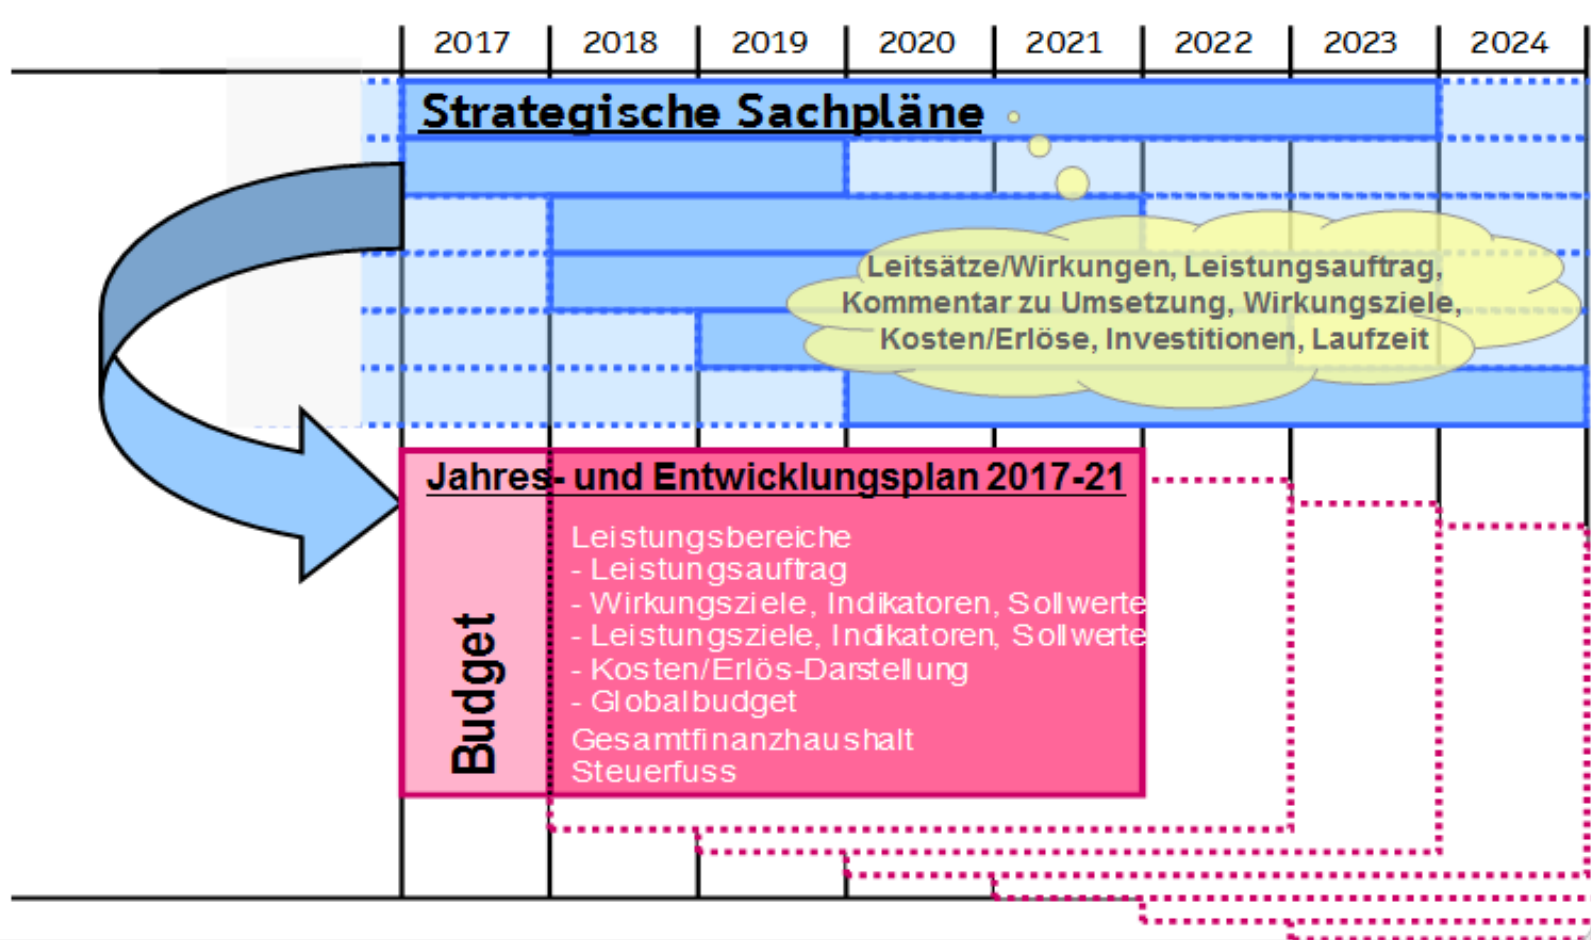 2017 2018 2019 2020 2021 2022 2023 2024
Strategische Sachpläne
Leitsätze/Wirkungen, Leistungsauftrag,
Kommentar zu Umsetzung, Wirkungsziele,
Kosten/Erlöse, Investitionen, Laufzeit
Jahres- und Entwicklungsplan 2017-21
Budget
Leistungsbereiche
- Leistungsauftrag
- Wirkungsziele, Indikatoren, Sollwerte
- Leistungsziele, Indikatoren, Sollwerte
- Kosten/Erlös-Darstellung
- Globalbudget
Gesamtfinanzhaushalt
Steuerfuss